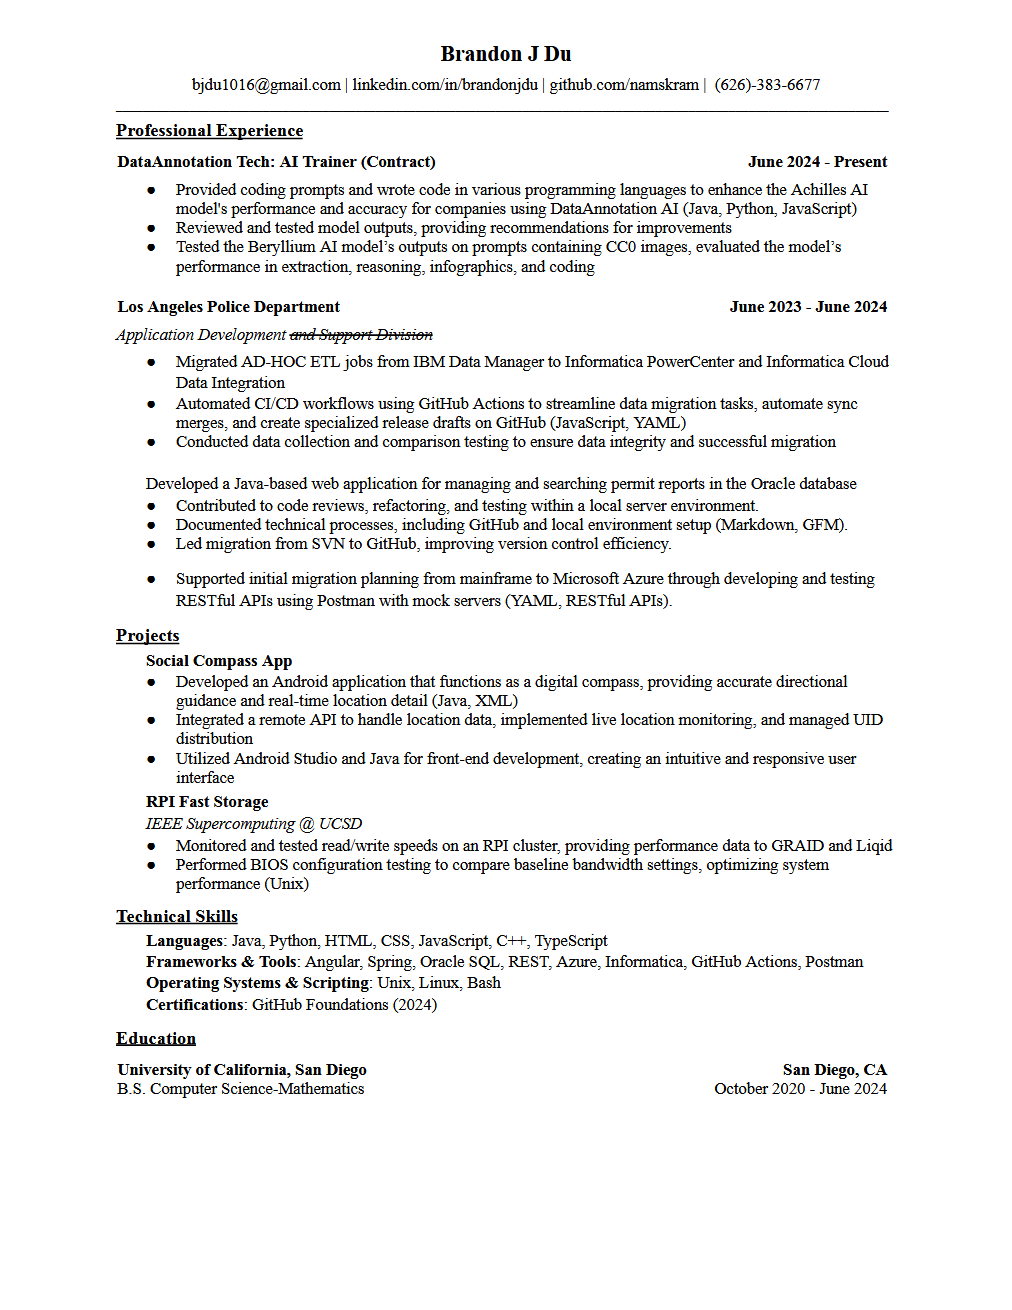 Brandon J Du
bjdu1016@gmail.com | linkedin.com/in/brandonjdu | github.com/namskram | (626)-383-6677
Professional Experience
DataAnnotation Tech: AI Trainer (Contract) June 2024 - Present
● Provided coding prompts and wrote code in various programming languages to enhance the Achilles AI
model's performance and accuracy for companies using DataAnnotation AI (Java, Python, JavaScript)
● Reviewed and tested model outputs, providing recommendations for improvements
● Tested the Beryllium AI model’s outputs on prompts containing CC0 images, evaluated the model’s
performance in extraction, reasoning, infographics, and coding
Los Angeles Police Department June 2023 - June 2024
Application Development and Support Division
● Migrated AD-HOC ETL jobs from IBM Data Manager to Informatica PowerCenter and Informatica Cloud
Data Integration
● Automated CI/CD workflows using GitHub Actions to streamline data migration tasks, automate sync
merges, and create specialized release drafts on GitHub (JavaScript, YAML)
● Conducted data collection and comparison testing to ensure data integrity and successful migration
Developed a Java-based web application for managing and searching permit reports in the Oracle database
● Contributed to code reviews, refactoring, and testing within a local server environment.
● Documented technical processes, including GitHub and local environment setup (Markdown, GFM).
● Led migration from SVN to GitHub, improving version control efficiency.
● Supported initial migration planning from mainframe to Microsoft Azure through developing and testing
RESTful APIs using Postman with mock servers (YAML, RESTful APIs).
Projects
Social Compass App
● Developed an Android application that functions as a digital compass, providing accurate directional
guidance and real-time location detail (Java, XML)
● Integrated a remote API to handle location data, implemented live location monitoring, and managed UID
distribution
● Utilized Android Studio and Java for front-end development, creating an intuitive and responsive user
interface
RPI Fast Storage
IEEE Supercomputing @ UCSD
● Monitored and tested read/write speeds on an RPI cluster, providing performance data to GRAID and Liqid
● Performed BIOS configuration testing to compare baseline bandwidth settings, optimizing system
performance (Unix)
Technical Skills
Languages: Java, Python, HTML, CSS, JavaScript, C++, TypeScript
Frameworks & Tools: Angular, Spring, Oracle SQL, REST, Azure, Informatica, GitHub Actions, Postman
Operating Systems & Scripting: Unix, Linux, Bash
Certifications: GitHub Foundations (2024)
Education
University of California, San Diego San Diego, CA
B.S. Computer Science-Mathematics October 2020 - June 2024